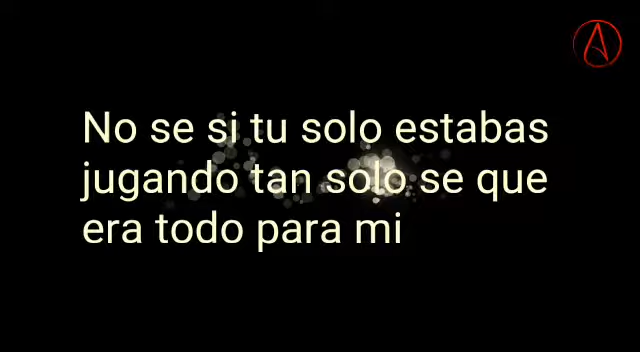 No se si tu solo estabas
jugando tan solo se que
era todo para mi